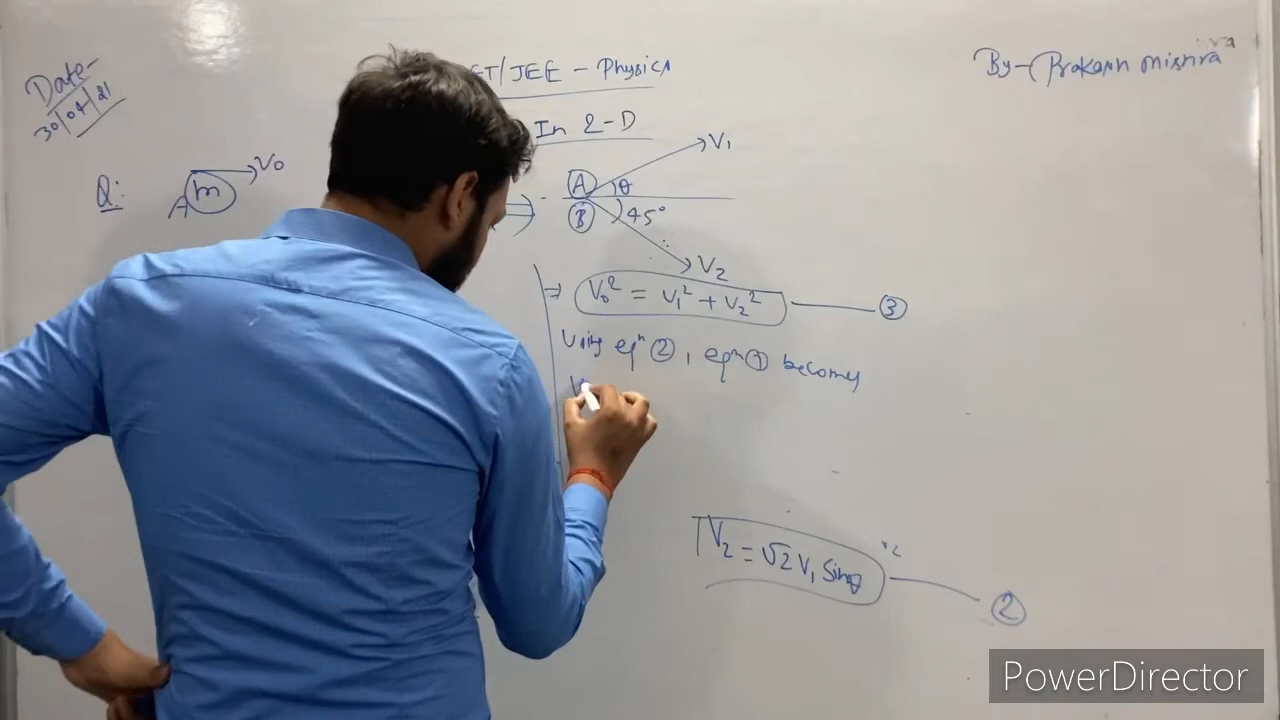 Date-
30/04/21
ET/JEE - Physics
By- Prakash Mishra
In 2-D
Q:
A m V₀
A θ V₁
B 45° V₂
⇒ V₀² = V₁² + V₂² ③
Using eqⁿ ②, eqⁿ ① becomes
V
V₂ = √2 V₁ Sinθ ②
PowerDirector